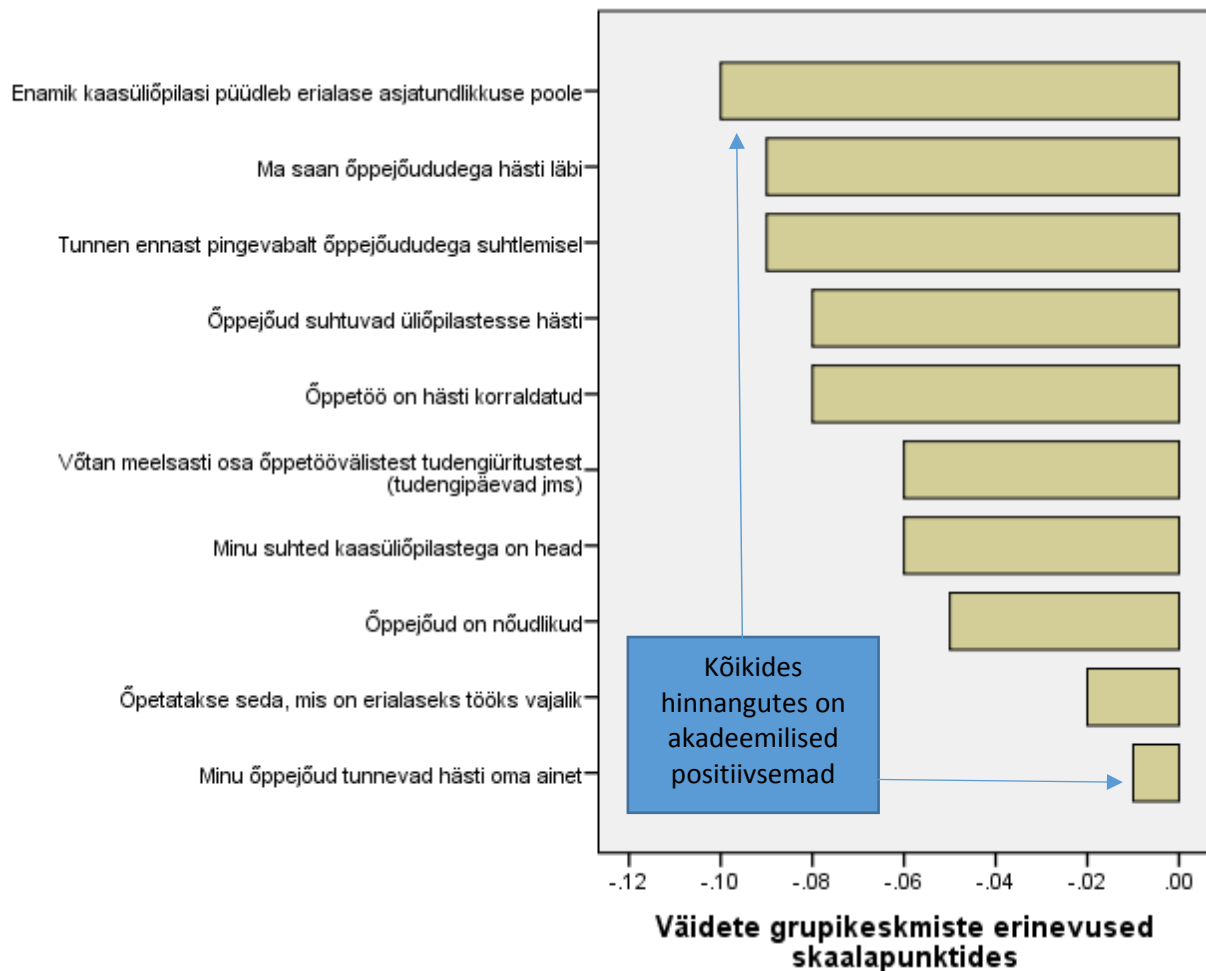 Enamik kaasüliõpilasi püüdleb erialase asjatundlikkuse poole
Ma saan õppejõududega hästi läbi
Tunnen ennast pingevabalt õppejõududega suhtlemisel
Õppejõud suhtuvad üliõpilastesse hästi
Õppetöö on hästi korraldatud
Võtan meelsasti osa õppetöövälistest tudengiüritustest
(tudengipäevad jms)
Minu suhted kaasüliõpilastega on head
Õppejõud on nõudlikud
Õpetatakse seda, mis on erialaseks tööks vajalik
Minu õppejõud tunnevad hästi oma ainet
Kõikides
hinnangutes on
akadeemilised
positiivsemad
-.12 -.10 -.08 -.06 -.04 -.02 .00
Väidete grupikeskmiste erinevused
skaalapunktides